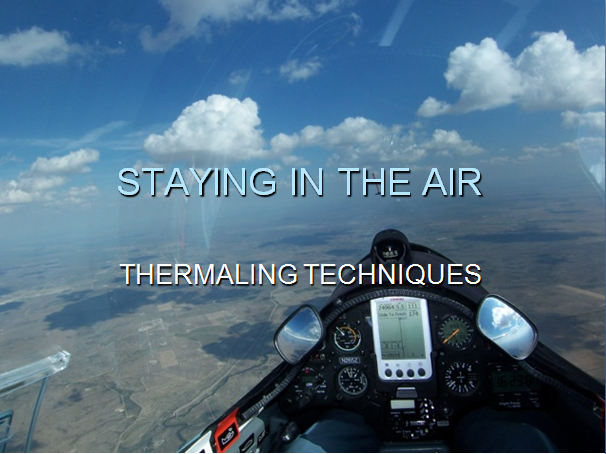 STAYING IN THE AIR
THERMALING TECHNIQUES